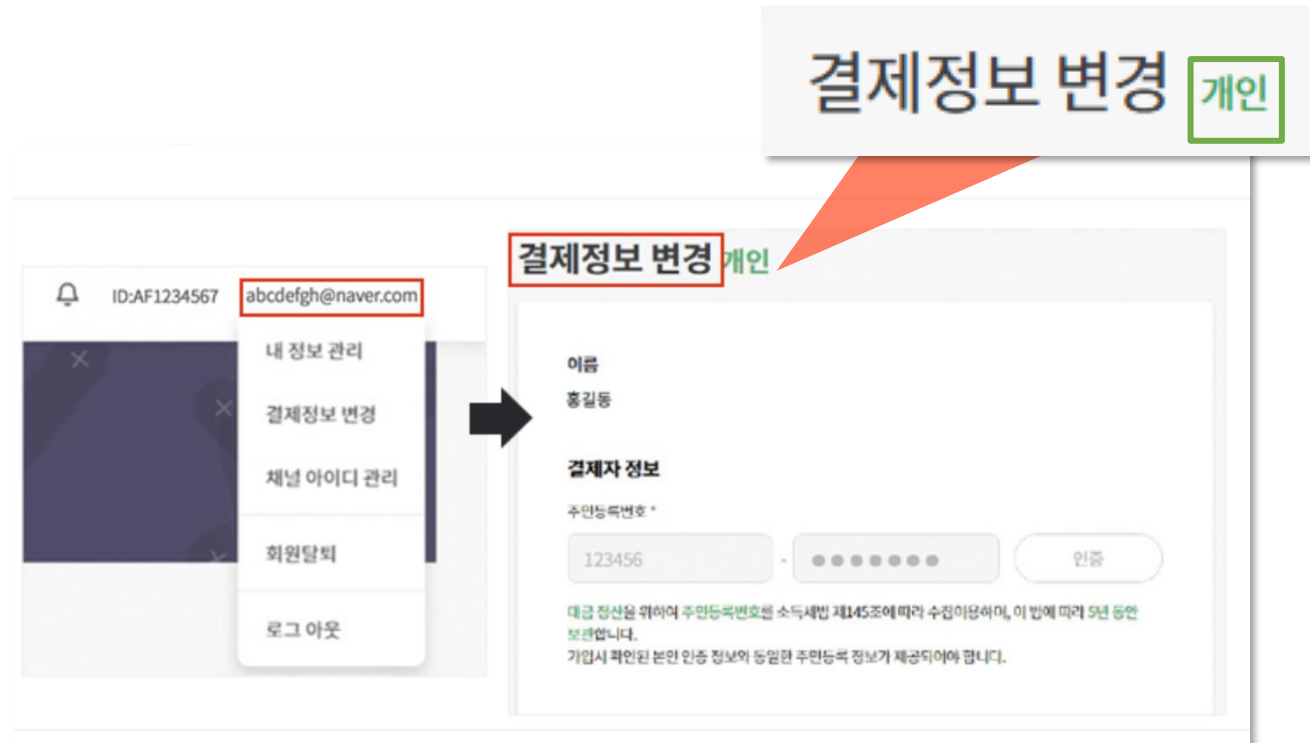 결제정보 변경 개인
ID:AF1234567 abcdefgh@naver.com
내 정보 관리
결제정보 변경
채널 아이디 관리
회원탈퇴
로그 아웃
결제정보 변경 개인
이름
홍길동
결제자 정보
주민등록번호 *
123456 - ●●●●●●● 인증
대금 정산을 위하여 주민등록번호를 소득세법 제145조에 따라 수집이용하며, 이 법에 따라 5년 동안
보관합니다.
가입시 확인된 본인 인증 정보와 동일한 주민등록 정보가 제공되어야 합니다.